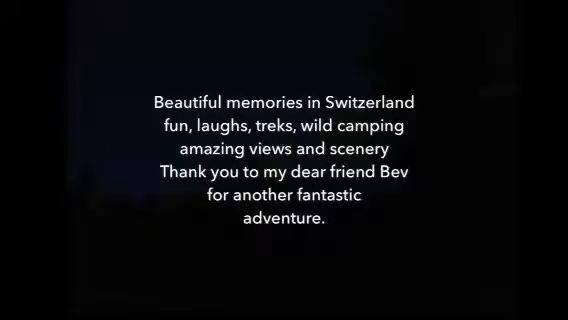 Beautiful memories in Switzerland
fun, laughs, treks, wild camping
amazing views and scenery
Thank you to my dear friend Bev
for another fantastic
adventure.